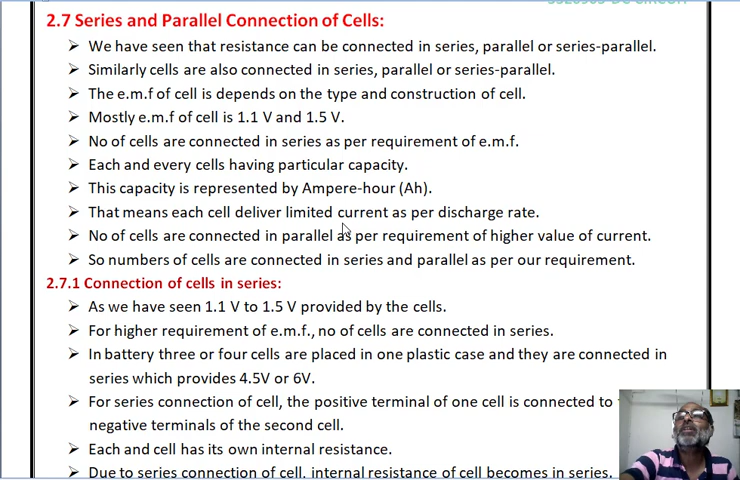 2.7 Series and Parallel Connection of Cells:
➢ We have seen that resistance can be connected in series, parallel or series-parallel.
➢ Similarly cells are also connected in series, parallel or series-parallel.
➢ The e.m.f of cell is depends on the type and construction of cell.
➢ Mostly e.m.f of cell is 1.1 V and 1.5 V.
➢ No of cells are connected in series as per requirement of e.m.f.
➢ Each and every cells having particular capacity.
➢ This capacity is represented by Ampere-hour (Ah).
➢ That means each cell deliver limited current as per discharge rate.
➢ No of cells are connected in parallel as per requirement of higher value of current.
➢ So numbers of cells are connected in series and parallel as per our requirement.
2.7.1 Connection of cells in series:
➢ As we have seen 1.1 V to 1.5 V provided by the cells.
➢ For higher requirement of e.m.f., no of cells are connected in series.
➢ In battery three or four cells are placed in one plastic case and they are connected in
series which provides 4.5V or 6V.
➢ For series connection of cell, the positive terminal of one cell is connected to
negative terminals of the second cell.
➢ Each and cell has its own internal resistance.
➢ Due to series connection of cell, internal resistance of cell becomes in series.